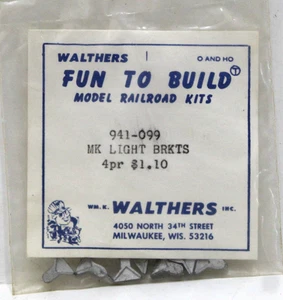 WALTHERS O AND HO
FUN TO BUILD T
MODEL RAILROAD KITS
941-099
MK LIGHT BRKTS
4pr $1.10
WM. K. WALTHERS INC.
4050 NORTH 34TH STREET
MILWAUKEE, WIS. 53216